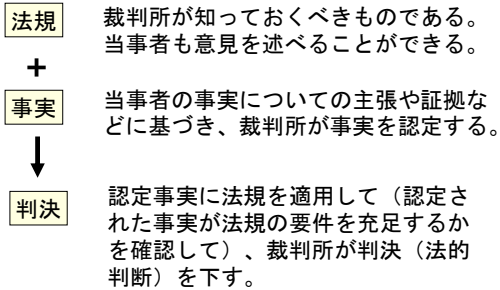 法規
裁判所が知っておくべきものである。
当事者も意見を述べることができる。
+
事実
当事者の事実についての主張や証拠な
どに基づき、裁判所が事実を認定する。
判決
認定事実に法規を適用して（認定さ
れた事実が法規の要件を充足するか
を確認して）、裁判所が判決（法的
判断）を下す。